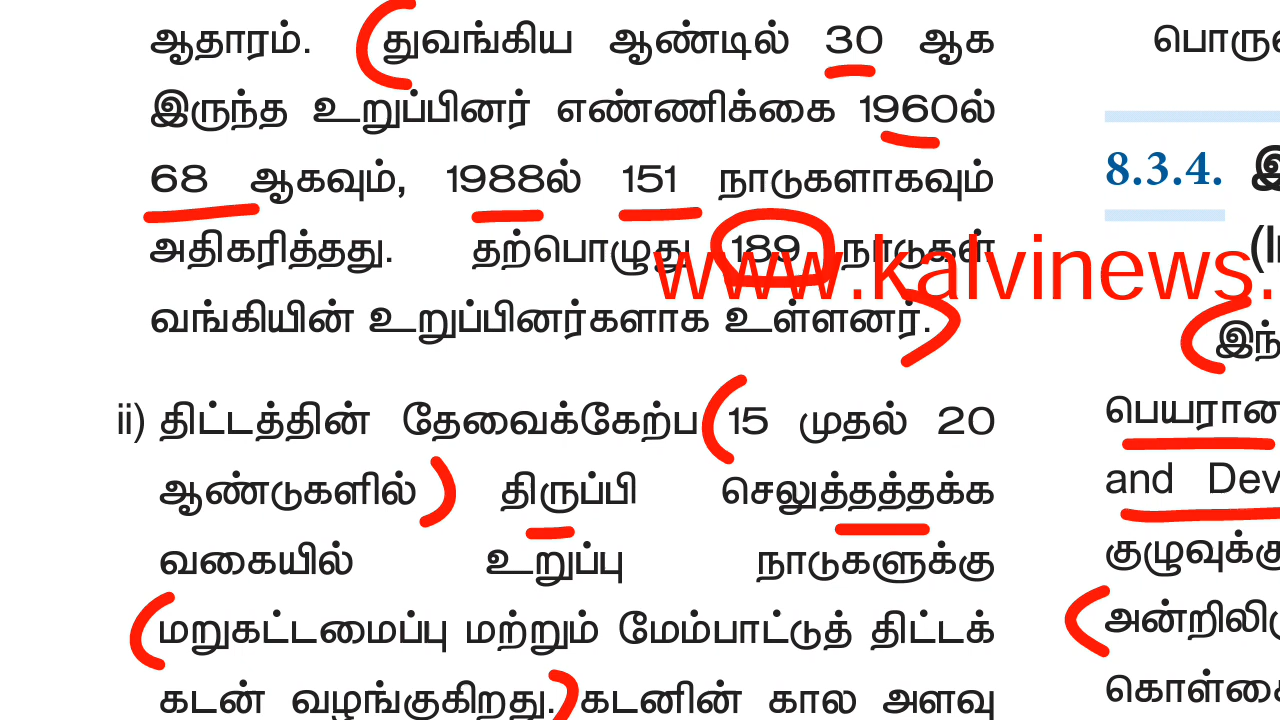 ஆதாரம். துவங்கிய ஆண்டில் 30 ஆக
இருந்த உறுப்பினர் எண்ணிக்கை 1960ல்
68 ஆகவும், 1988ல் 151 நாடுகளாகவும்
அதிகரித்தது. தற்பொழுது 189 நாடுகள்
வங்கியின் உறுப்பினர்களாக உள்ளனர்.
ii) திட்டத்தின் தேவைக்கேற்ப 15 முதல் 20
ஆண்டுகளில் திருப்பி செலுத்தத்தக்க
வகையில் உறுப்பு நாடுகளுக்கு
மறுகட்டமைப்பு மற்றும் மேம்பாட்டுத் திட்டக்
கடன் வழங்குகிறது. கடனின் கால அளவு
www.kalvinews.
8.3.4.
and Dev